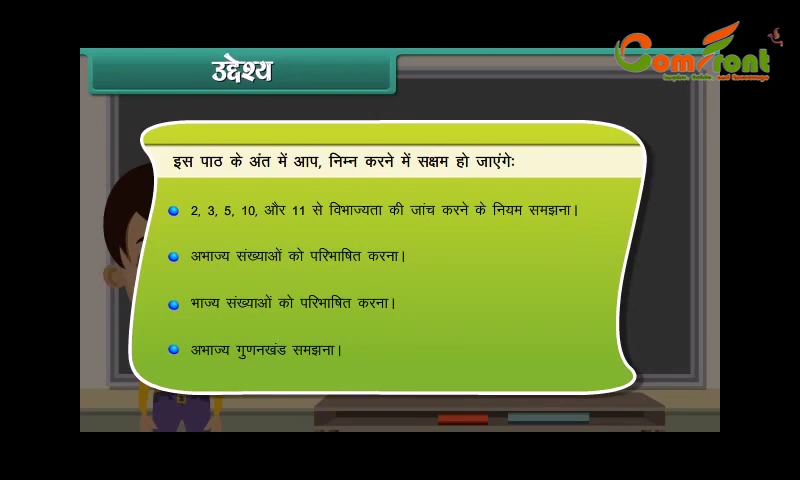 उद्देश्य
Comfront
इस पाठ के अंत में आप, निम्न करने में सक्षम हो जाएंगे:
2, 3, 5, 10, और 11 से विभाज्यता की जांच करने के नियम समझना।
अभाज्य संख्याओं को परिभाषित करना।
भाज्य संख्याओं को परिभाषित करना।
अभाज्य गुणनखंड समझना।